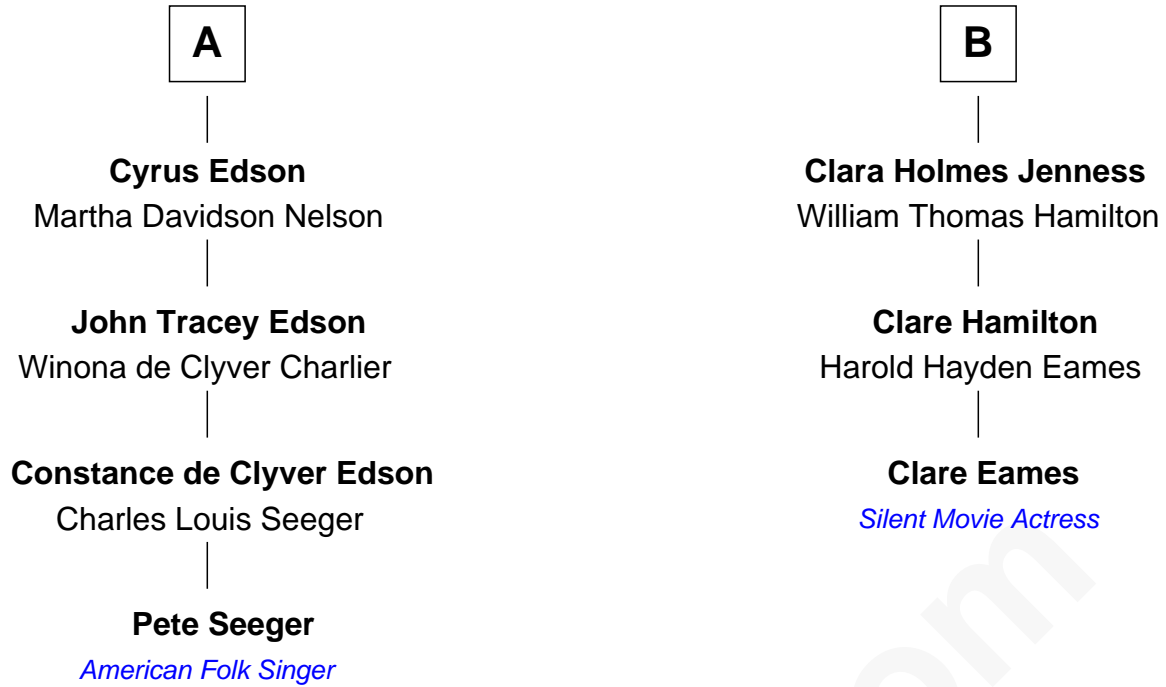 A
Cyrus Edson
Martha Davidson Nelson
John Tracey Edson
Winona de Clyver Charlier
Constance de Clyver Edson
Charles Louis Seeger
Pete Seeger
American Folk Singer
B
Clara Holmes Jenness
William Thomas Hamilton
Clare Hamilton
Harold Hayden Eames
Clare Eames
Silent Movie Actress
om